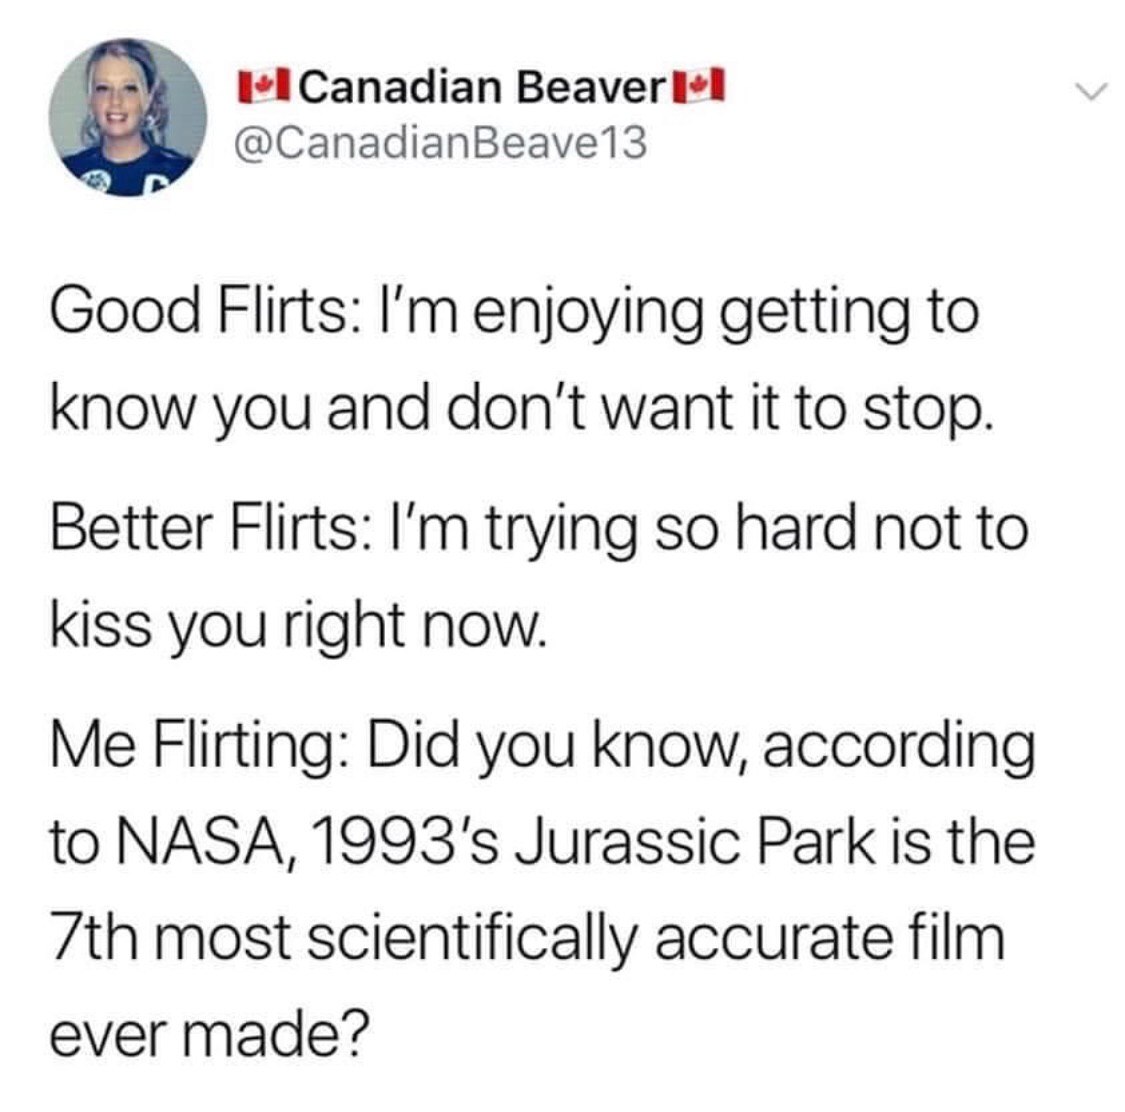 🇨🇦Canadian Beaver🇨🇦
@CanadianBeave13
Good Flirts: I'm enjoying getting to
know you and don't want it to stop.
Better Flirts: I'm trying so hard not to
kiss you right now.
Me Flirting: Did you know, according
to NASA, 1993's Jurassic Park is the
7th most scientifically accurate film
ever made?